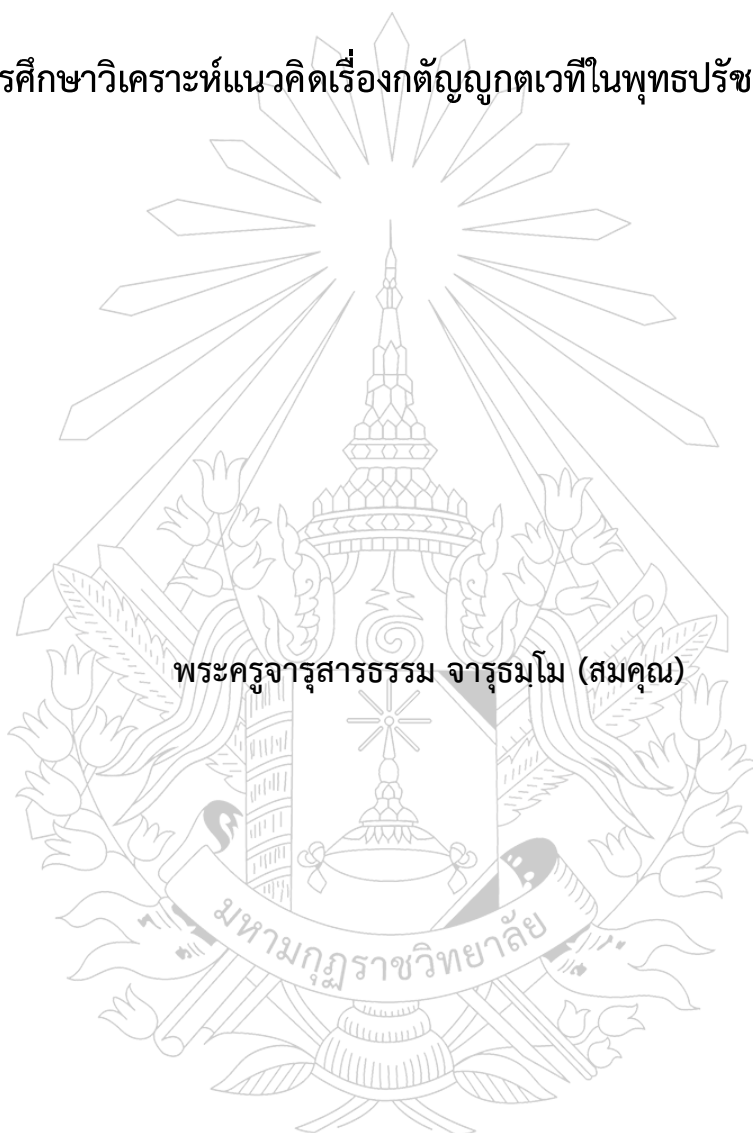 รศึกษาวิเคราะห์แนวคิดเรื่องกตัญญูกตเวทีในพุทธปรัช
พระครูจารุสารธรรม จารุธมฺโม (สมคุณ)
มหามกุฏราชวิทยาลัย